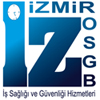 İZMİR
OSGB
İZ
İş Sağlığı ve Güvenliği Hizmetleri